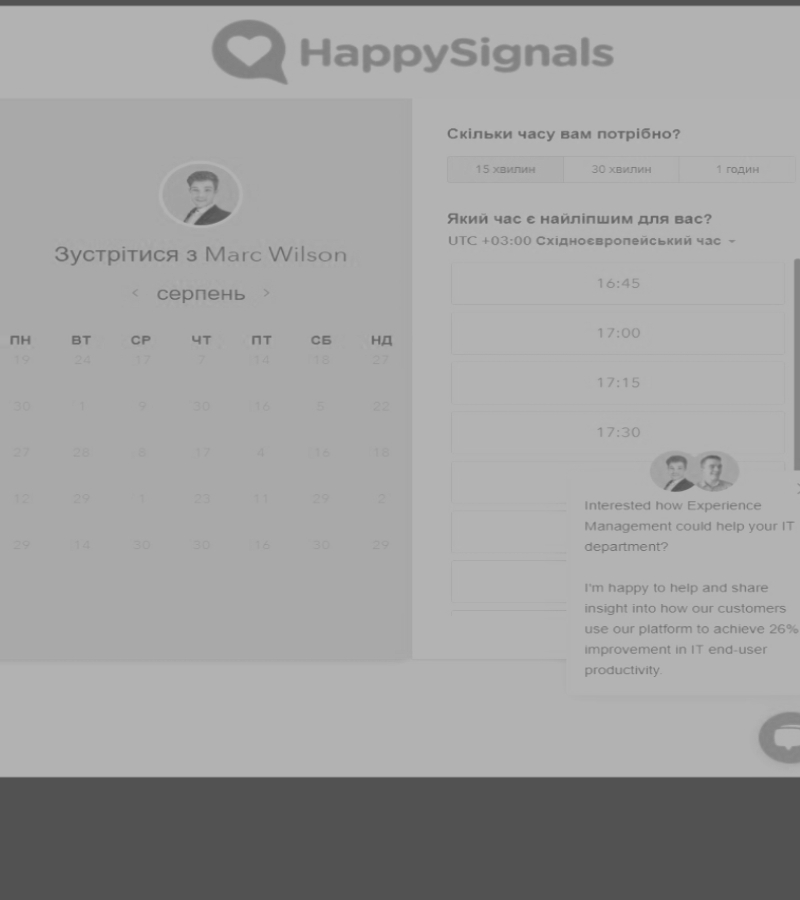 HappySignals
Зустрітися з Marc Wilson
серпень
ПН ВТ СР ЧТ ПТ СБ НД
19 24 17 7 14 15 27
30 1 9 30 16 5 22
27 28 8 17 4 16 18
12 29 1 23 11 29 2
29 14 30 30 16 30 29
Скільки часу вам потрібно?
15 хвилин 30 хвилин 1 годин
Який час є найліпшим для вас?
UTC +03:00 Східноєвропейський час
16:45
17:00
17:15
17:30
Interested how Experience
Management could help your IT
department?
I'm happy to help and share
insight into how our customers
use our platform to achieve 26%
improvement in IT end-user
productivity.